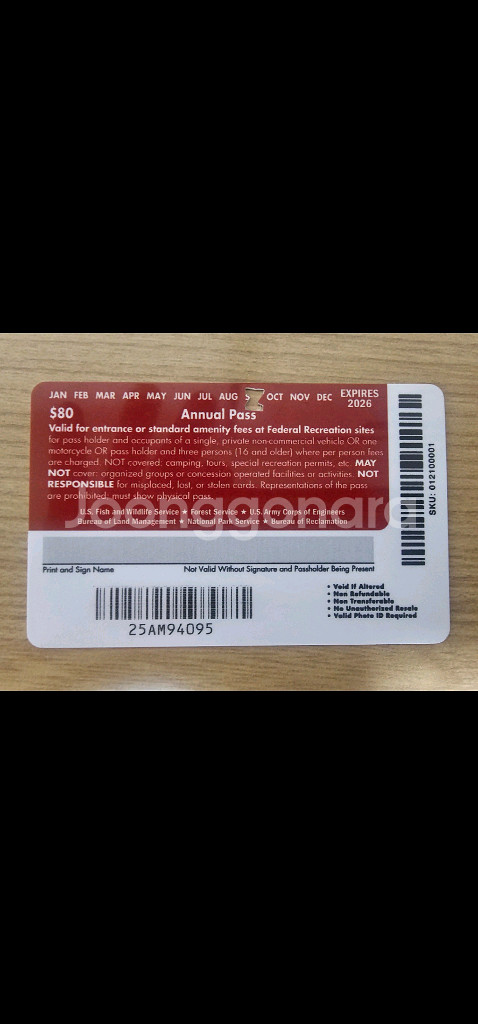 JAN FEB MAR APR MAY JUN JUL AUG S OCT NOV DEC EXPIRES 2026
$80 Annual Pass
Valid for entrance or standard amenity fees at Federal Recreation sites
for pass holder and occupants of a single, private non-commercial vehicle OR one
motorcycle OR pass holder and three persons (16 and older) where per person fees
are charged. NOT covered: camping, tours, special recreation permits, etc. MAY
NOT cover: organized groups or concession operated facilities or activities. NOT
RESPONSIBLE for misplaced, lost, or stolen cards. Representations of the pass
are prohibited; must show physical pass.
Joonggonara
U.S. Fish and Wildlife Service ★ Forest Service ★ U.S. Army Corps of Engineers
Bureau of Land Management ★ National Park Service ★ Bureau of Reclamation
Print and Sign Name Not Valid Without Signature and Passholder Being Present
25AM94095
• Void If Altered
• Non Refundable
• Non Transferable
• No Unauthorized Resale
• Valid Photo ID Required
SKU: 012100001